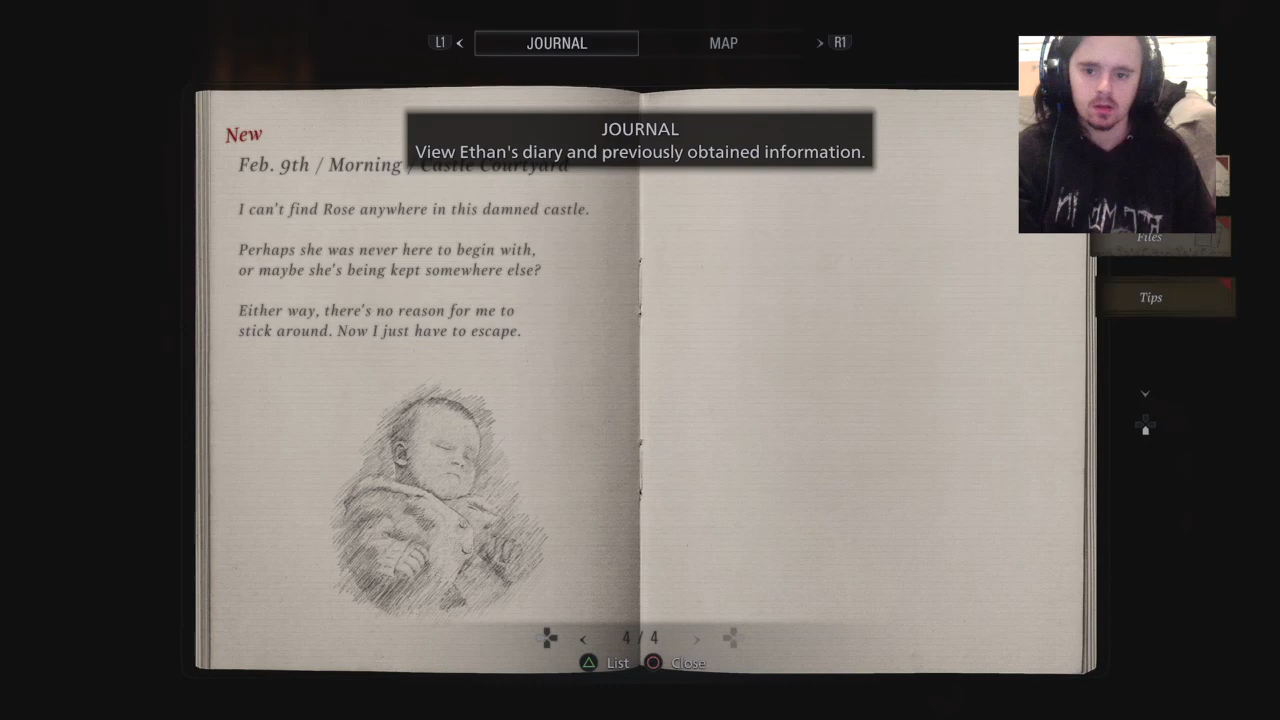 L1 JOURNAL MAP R1
JOURNAL
View Ethan's diary and previously obtained information.
New
Feb. 9th / Morning / Castle Courtyard
I can't find Rose anywhere in this damned castle.
Perhaps she was never here to begin with,
or maybe she's being kept somewhere else?
Either way, there's no reason for me to
stick around. Now I just have to escape.
Files
Tips
4 / 4
List Close